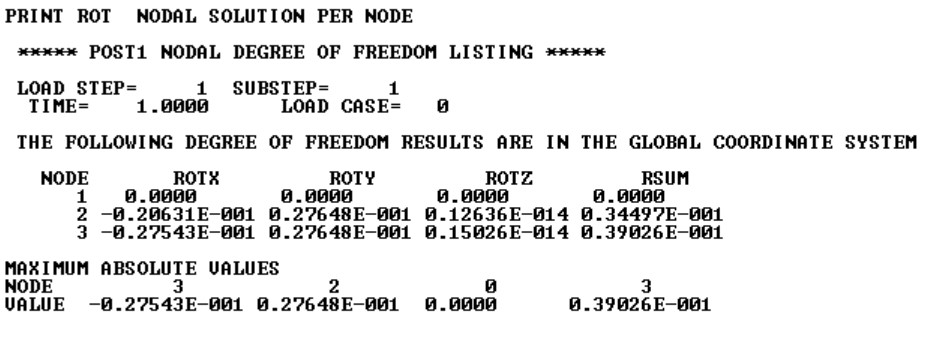 PRINT ROT  NODAL SOLUTION PER NODE
***** POST1 NODAL DEGREE OF FREEDOM LISTING *****
LOAD STEP=     1  SUBSTEP=     1
TIME=    1.0000      LOAD CASE=   0
THE FOLLOWING DEGREE OF FREEDOM RESULTS ARE IN THE GLOBAL COORDINATE SYSTEM
NODE       ROTX         ROTY         ROTZ         RSUM
1   0.0000       0.0000       0.0000       0.0000
2 -0.20631E-001 0.27648E-001 0.12636E-014 0.34497E-001
3 -0.27543E-001 0.27648E-001 0.15026E-014 0.39026E-001
MAXIMUM ABSOLUTE VALUES
NODE          3            2            0            3
VALUE  -0.27543E-001 0.27648E-001  0.0000      0.39026E-001